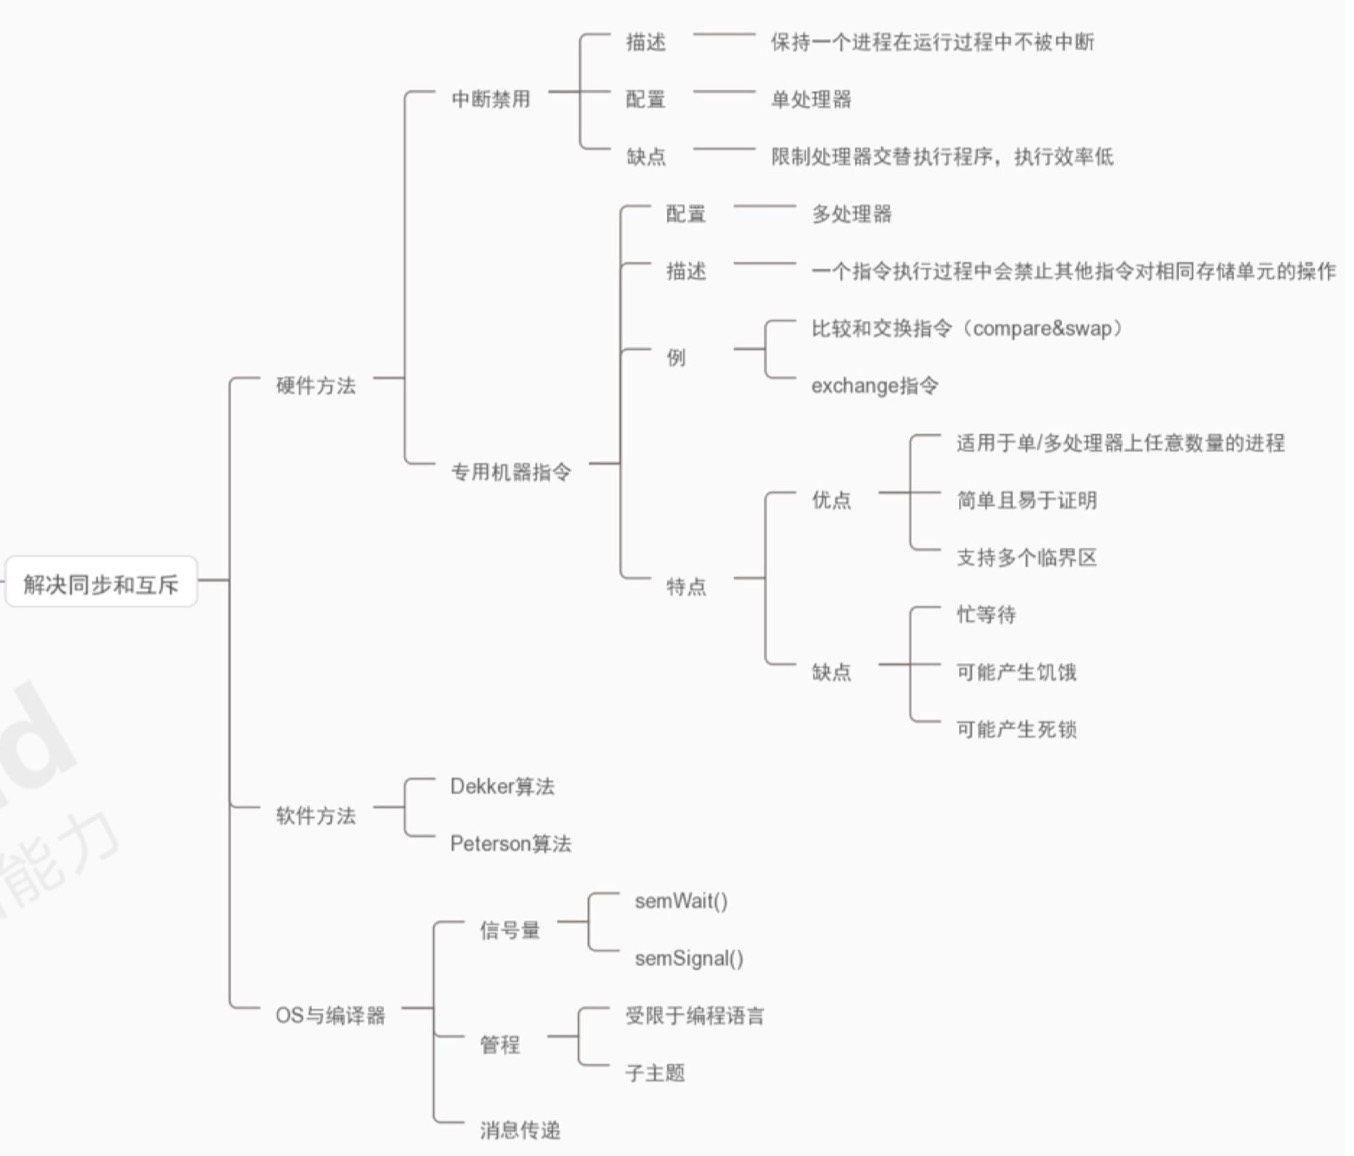 描述
保持一个进程在运行过程中不被中断
中断禁用
配置
单处理器
缺点
限制处理器交替执行程序，执行效率低
配置
多处理器
描述
一个指令执行过程中会禁止其他指令对相同存储单元的操作
例
比较和交换指令（compare&swap）
exchange指令
硬件方法
专用机器指令
特点
优点
适用于单/多处理器上任意数量的进程
简单且易于证明
支持多个临界区
缺点
忙等待
可能产生饥饿
可能产生死锁
解决同步和互斥
软件方法
Dekker算法
Peterson算法
OS与编译器
信号量
semWait()
semSignal()
管程
受限于编程语言
子主题
消息传递
d
能力